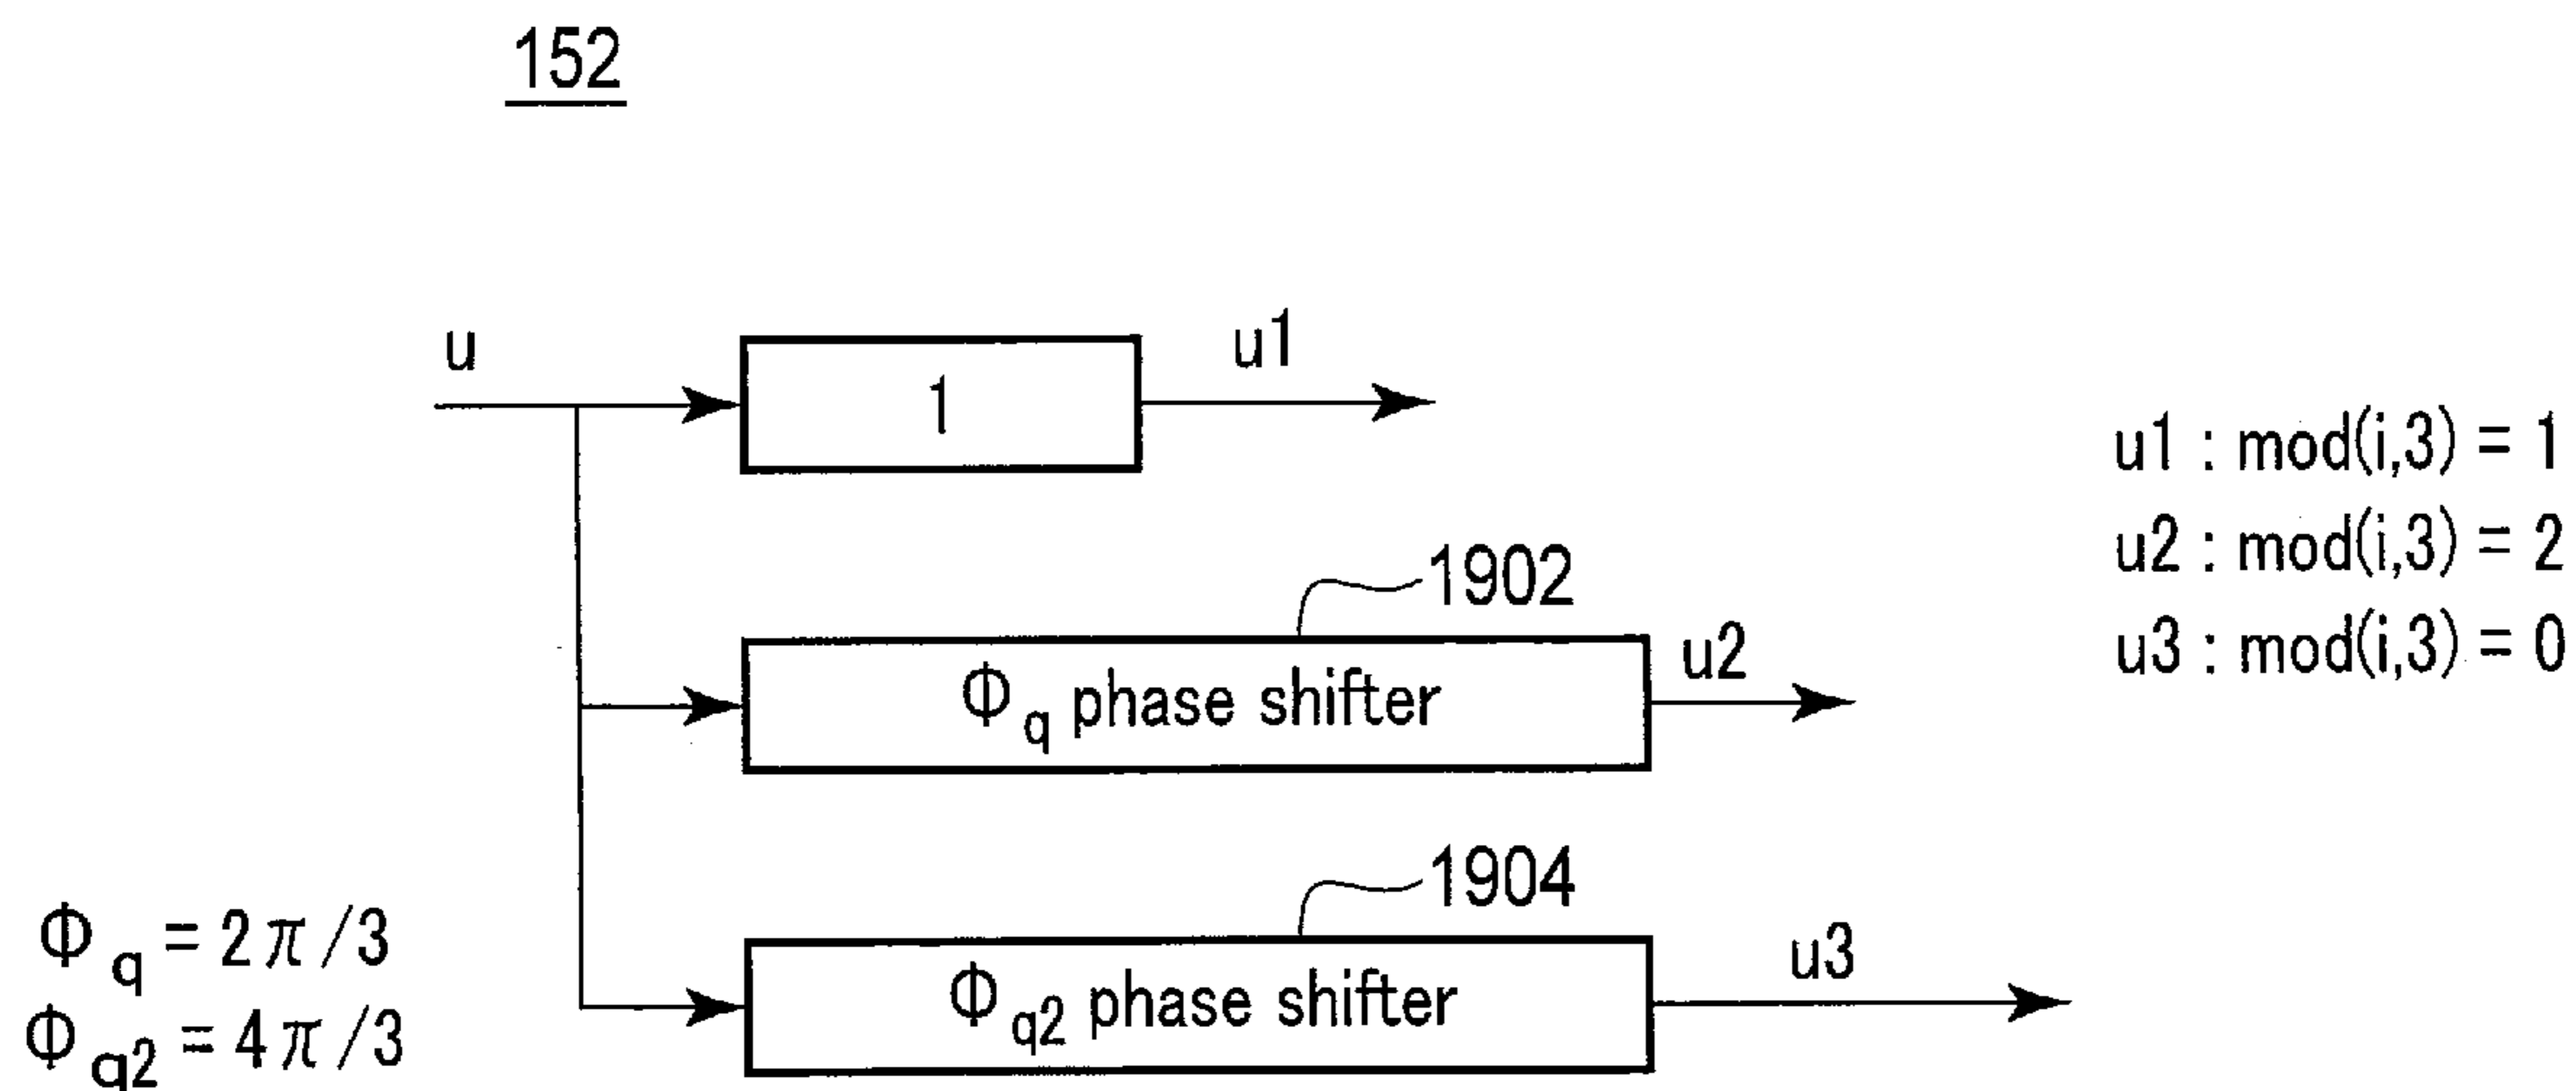 152
u
1
u1
u1 : mod(i,3) = 1
u2 : mod(i,3) = 2
u3 : mod(i,3) = 0
1902
Φq phase shifter
u2
1904
Φq2 phase shifter
u3
Φq = 2π/3
Φq2 = 4π/3